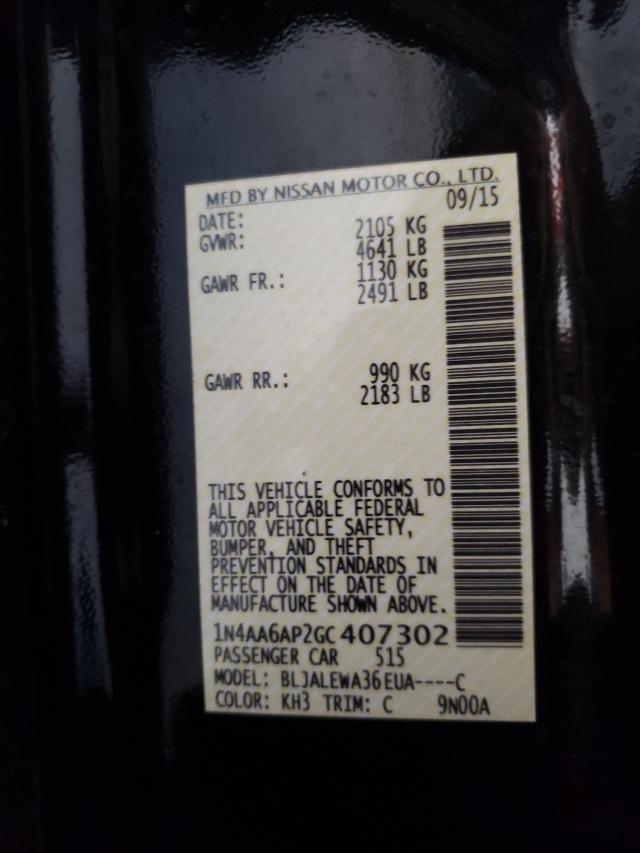 MFD BY NISSAN MOTOR CO., LTD.
DATE: 09/15
GVWR: 2105 KG
4641 LB
GAWR FR.: 1130 KG
2491 LB
GAWR RR.: 990 KG
2183 LB
THIS VEHICLE CONFORMS TO
ALL APPLICABLE FEDERAL
MOTOR VEHICLE SAFETY,
BUMPER, AND THEFT
PREVENTION STANDARDS IN
EFFECT ON THE DATE OF
MANUFACTURE SHOWN ABOVE.
1N4AA6AP2GC407302
PASSENGER CAR 515
MODEL: BLJALEWA36EUA----C
COLOR: KH3 TRIM: C 9N00A